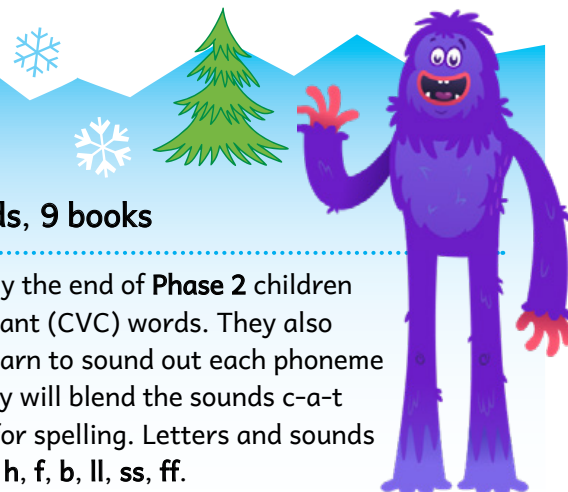 ds, 9 books
y the end of Phase 2 children
ant (CVC) words. They also
arn to sound out each phoneme
y will blend the sounds c-a-t
for spelling. Letters and sounds
h, f, b, ll, ss, ff.